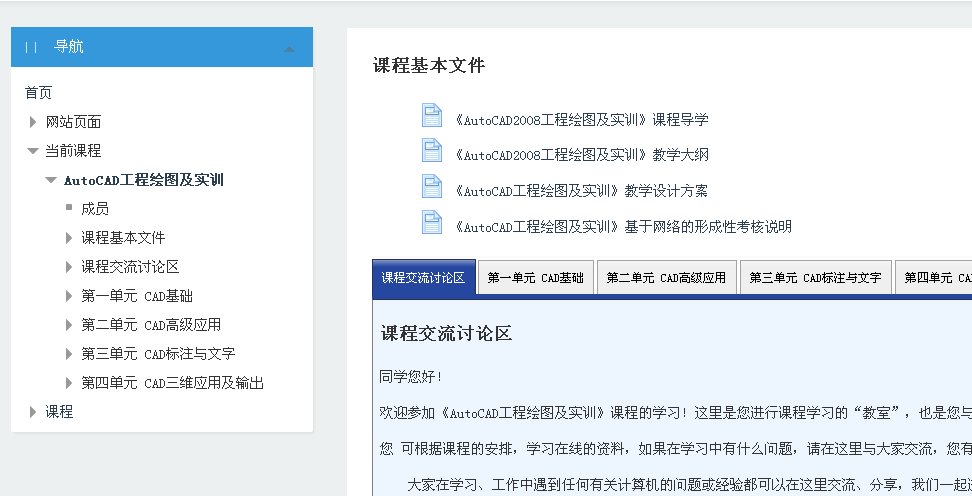 导航
首页
网站页面
当前课程
AutoCAD工程绘图及实训
成员
课程基本文件
课程交流讨论区
第一单元 CAD基础
第二单元 CAD高级应用
第三单元 CAD标注与文字
第四单元 CAD三维应用及输出
课程
课程基本文件
《AutoCAD2008工程绘图及实训》课程导学
《AutoCAD2008工程绘图及实训》教学大纲
《AutoCAD工程绘图及实训》教学设计方案
《AutoCAD工程绘图及实训》基于网络的形成性考核说明
课程交流讨论区 第一单元 CAD基础 第二单元 CAD高级应用 第三单元 CAD标注与文字 第四单元 CA
课程交流讨论区
同学您好！
欢迎参加《AutoCAD工程绘图及实训》课程的学习！这里是您进行课程学习的“教室”，也是您与
您 可根据课程的安排，学习在线的资料，如果在学习中有什么问题，请在这里与大家交流，您有
大家在学习、工作中遇到任何有关计算机的问题或经验都可以在这里交流、分享，我们一起